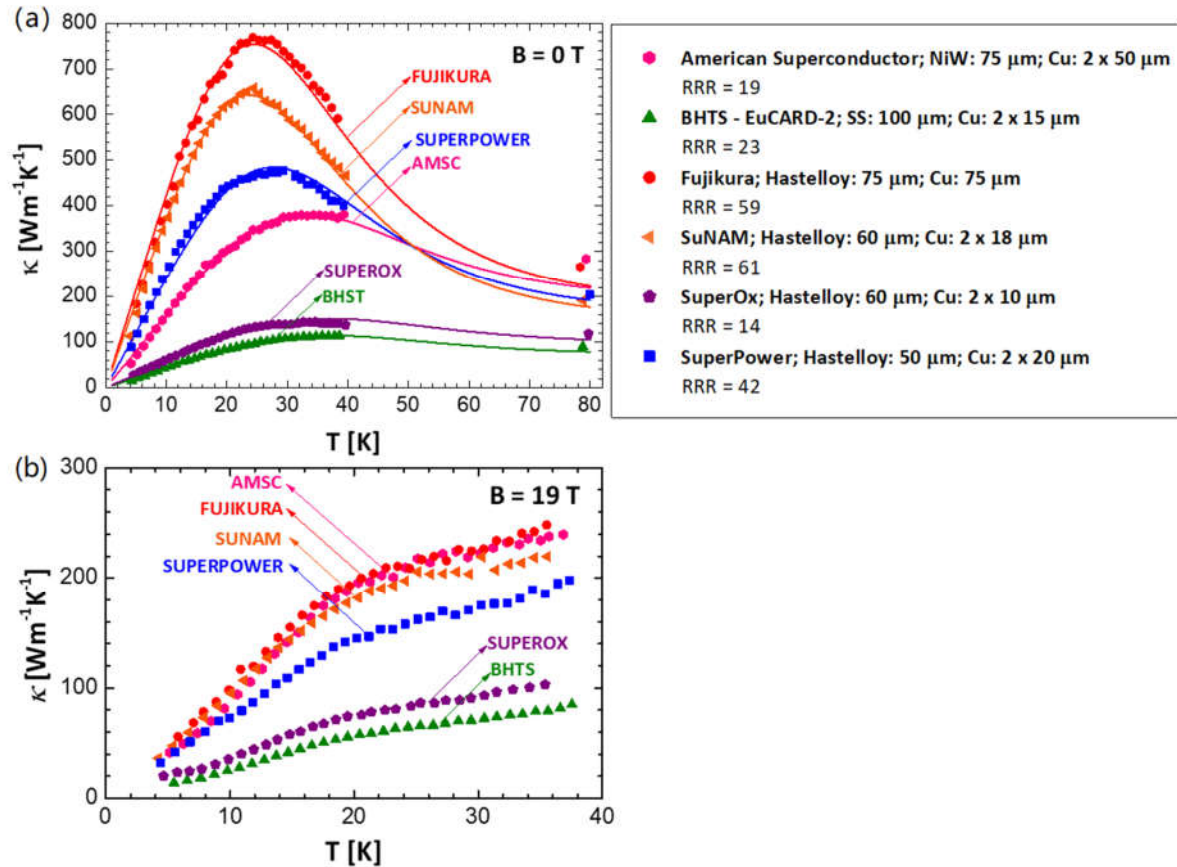 (a)
800
700
600
500
400
300
200
100
0
κ [Wm⁻¹K⁻¹]
B = 0 T
FUJIKURA
SUNAM
SUPERPOWER
AMSC
SUPEROX
BHST
0 10 20 30 40 50 60 70 80
T [K]
American Superconductor; NiW: 75 μm; Cu: 2 x 50 μm
RRR = 19
BHTS - EuCARD-2; SS: 100 μm; Cu: 2 x 15 μm
RRR = 23
Fujikura; Hastelloy: 75 μm; Cu: 75 μm
RRR = 59
SuNAM; Hastelloy: 60 μm; Cu: 2 x 18 μm
RRR = 61
SuperOx; Hastelloy: 60 μm; Cu: 2 x 10 μm
RRR = 14
SuperPower; Hastelloy: 50 μm; Cu: 2 x 20 μm
RRR = 42
(b)
300
200
100
0
κ [Wm⁻¹K⁻¹]
B = 19 T
AMSC
FUJIKURA
SUNAM
SUPERPOWER
SUPEROX
BHTS
0 10 20 30 40
T [K]